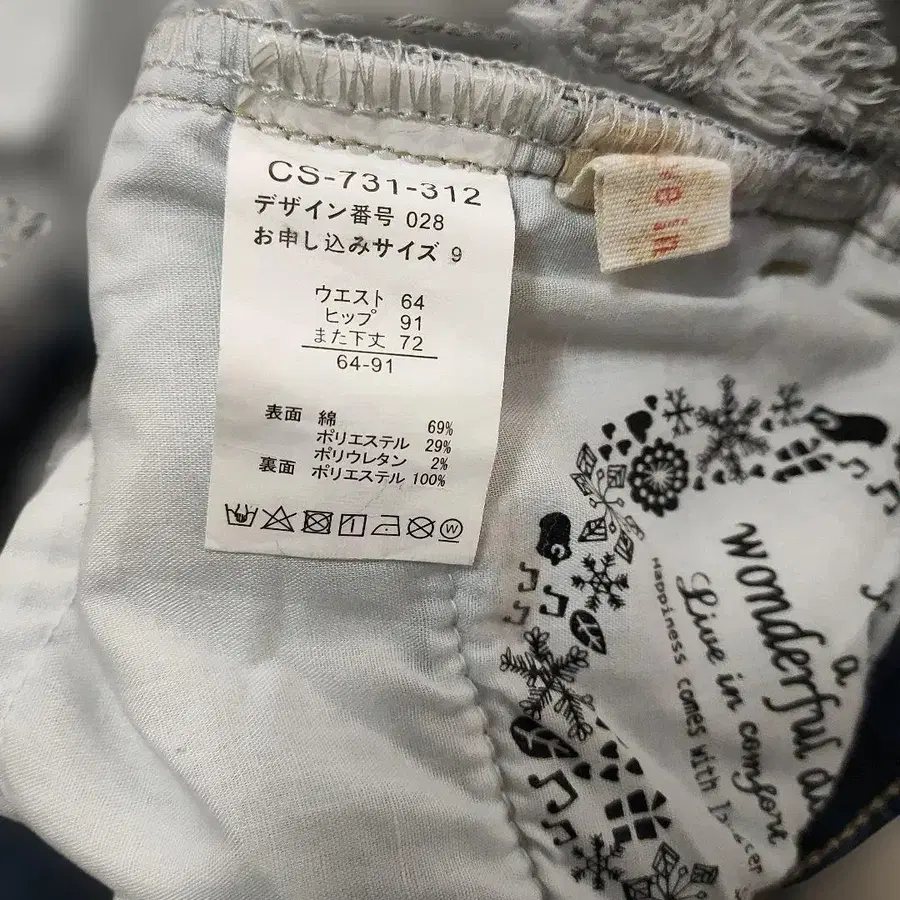 CS-731-312
デザイン番号 028
お申し込みサイズ 9
ウエスト 64
ヒップ 91
また下丈 72
64-91
表面 綿 69%
ポリエステル 29%
ポリウレタン 2%
裏面 ポリエステル 100%
W
ve in
a
wonderful
Live in comfort
Happiness comes with